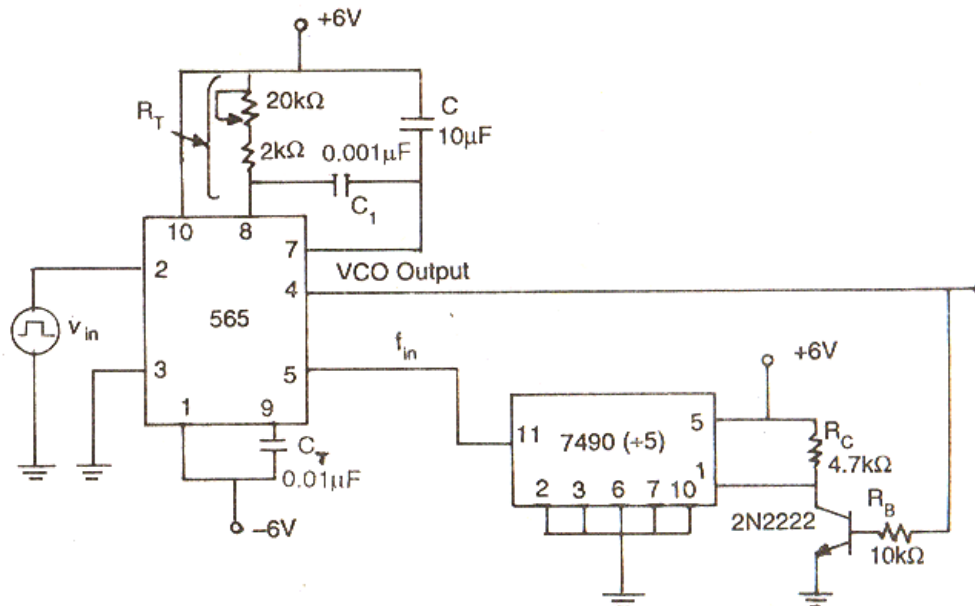 +6V
R_T
20kΩ
2kΩ
C
10μF
0.001μF
C_1
10
8
7
2
VCO Output
4
565
v_in
f_in
3
5
1
9
C_T
0.01μF
−6V
+6V
11
7490 (÷5)
5
1
R_C
4.7kΩ
2
3
6
7
10
2N2222
R_B
10kΩ